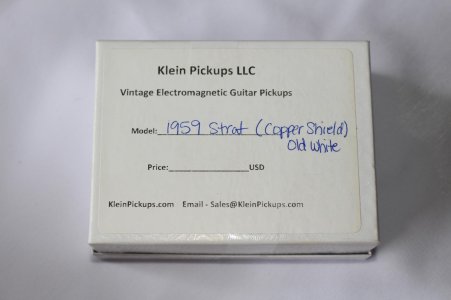 Klein Pickups LLC
Vintage Electromagnetic Guitar Pickups
Model: 1959 Strat (Copper Shield)
Old White
Price:___________________USD
KleinPickups.com Email - Sales@KleinPickups.com